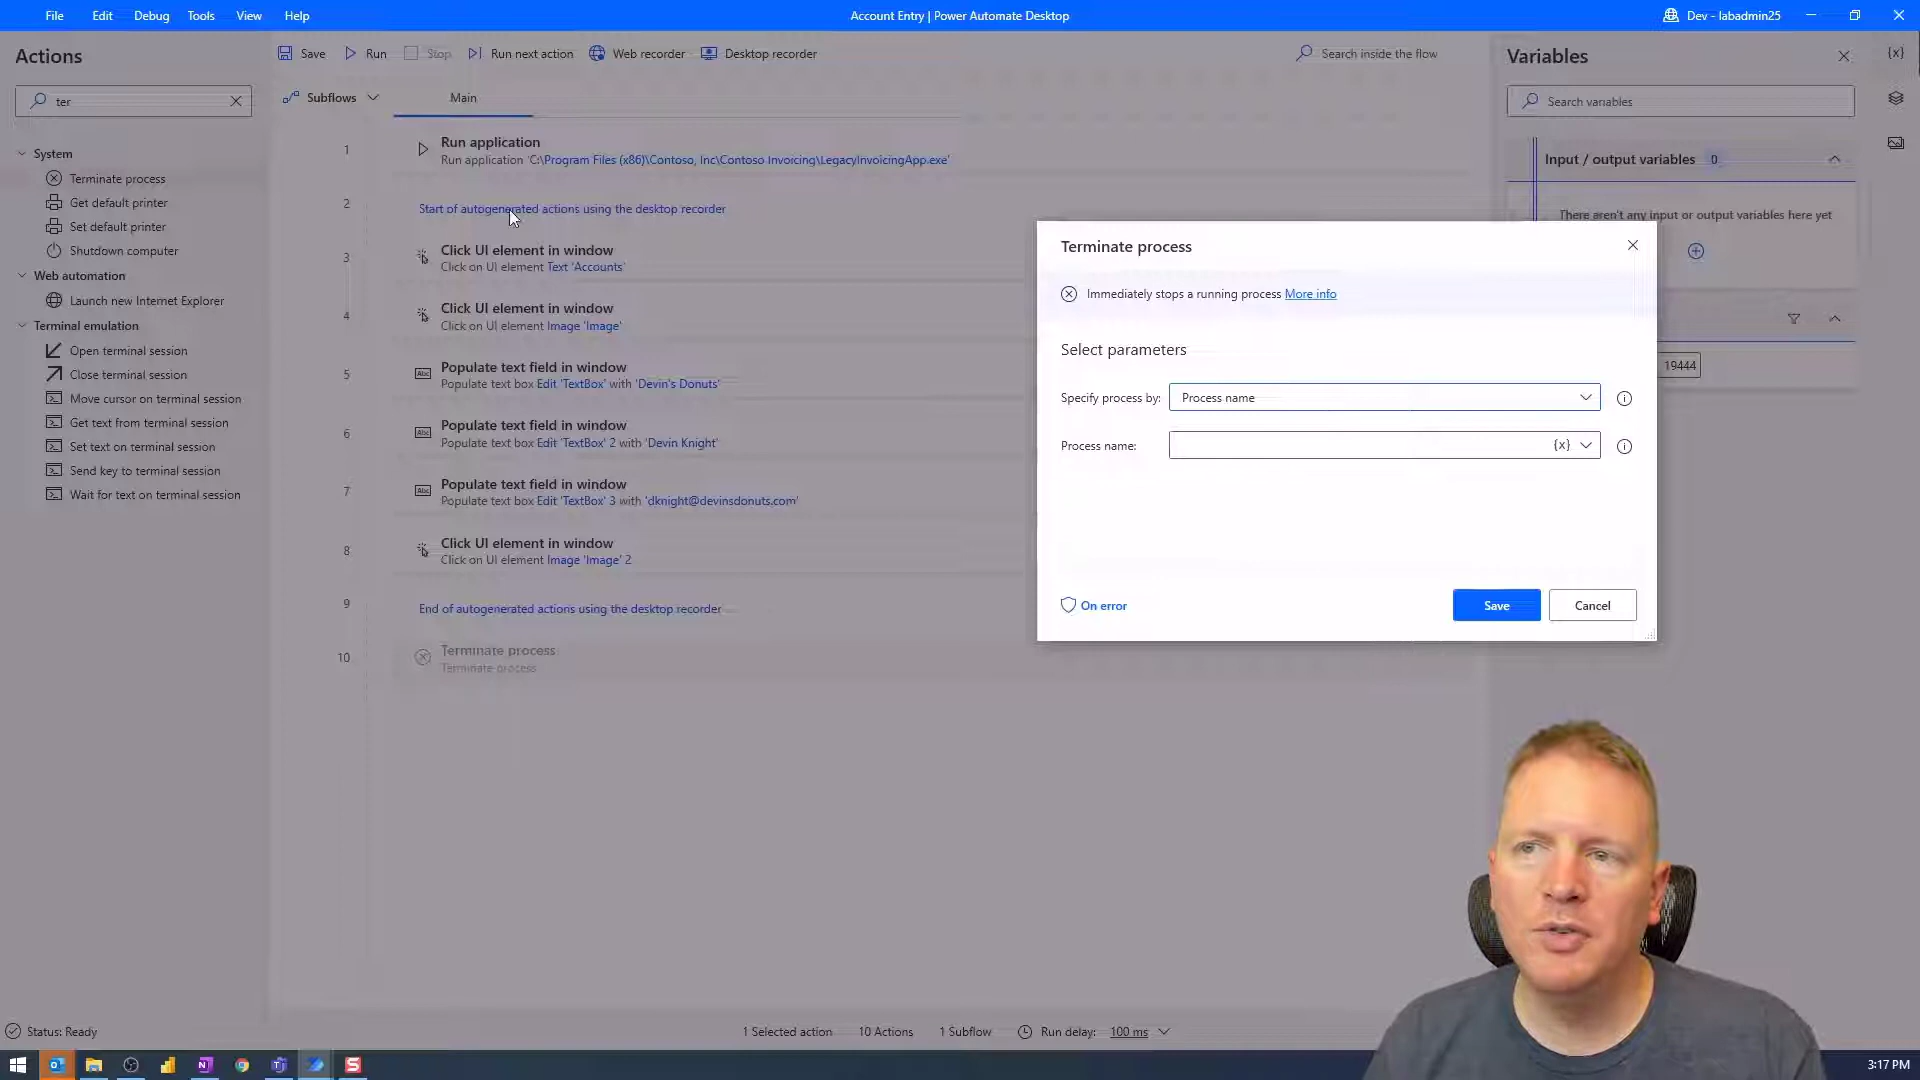 File Edit Debug Tools View Help
Account Entry | Power Automate Desktop
Dev - labadmin25
Actions
ter
System
Terminate process
Get default printer
Set default printer
Shutdown computer
Web automation
Launch new Internet Explorer
Terminal emulation
Open terminal session
Close terminal session
Move cursor on terminal session
Get text from terminal session
Set text on terminal session
Send key to terminal session
Wait for text on terminal session
Save Run Stop Run next action Web recorder Desktop recorder
Search inside the flow
Subflows Main
1 Run application
Run application 'C:\Program Files (x86)\Contoso, Inc\Contoso Invoicing\LegacyInvoicingApp.exe'
2 Start of autogenerated actions using the desktop recorder
3 Click UI element in window
Click on UI element Text 'Accounts'
4 Click UI element in window
Click on UI element Image 'Image'
5 Abc Populate text field in window
Populate text box Edit 'TextBox' with 'Devin's Donuts'
6 Abc Populate text field in window
Populate text box Edit 'TextBox' 2 with 'Devin Knight'
7 Abc Populate text field in window
Populate text box Edit 'TextBox' 3 with 'dknight@devinsdonuts.com'
8 Click UI element in window
Click on UI element Image 'Image' 2
9 End of autogenerated actions using the desktop recorder
10 Terminate process
Terminate process
Variables
{x}
Search variables
Input / output variables 0
There aren't any input or output variables here yet
19444
Terminate process
Immediately stops a running process More info
Select parameters
Specify process by: Process name
Process name: {x}
On error
Save Cancel
Status: Ready
1 Selected action 10 Actions 1 Subflow Run delay: 100 ms
3:17 PM